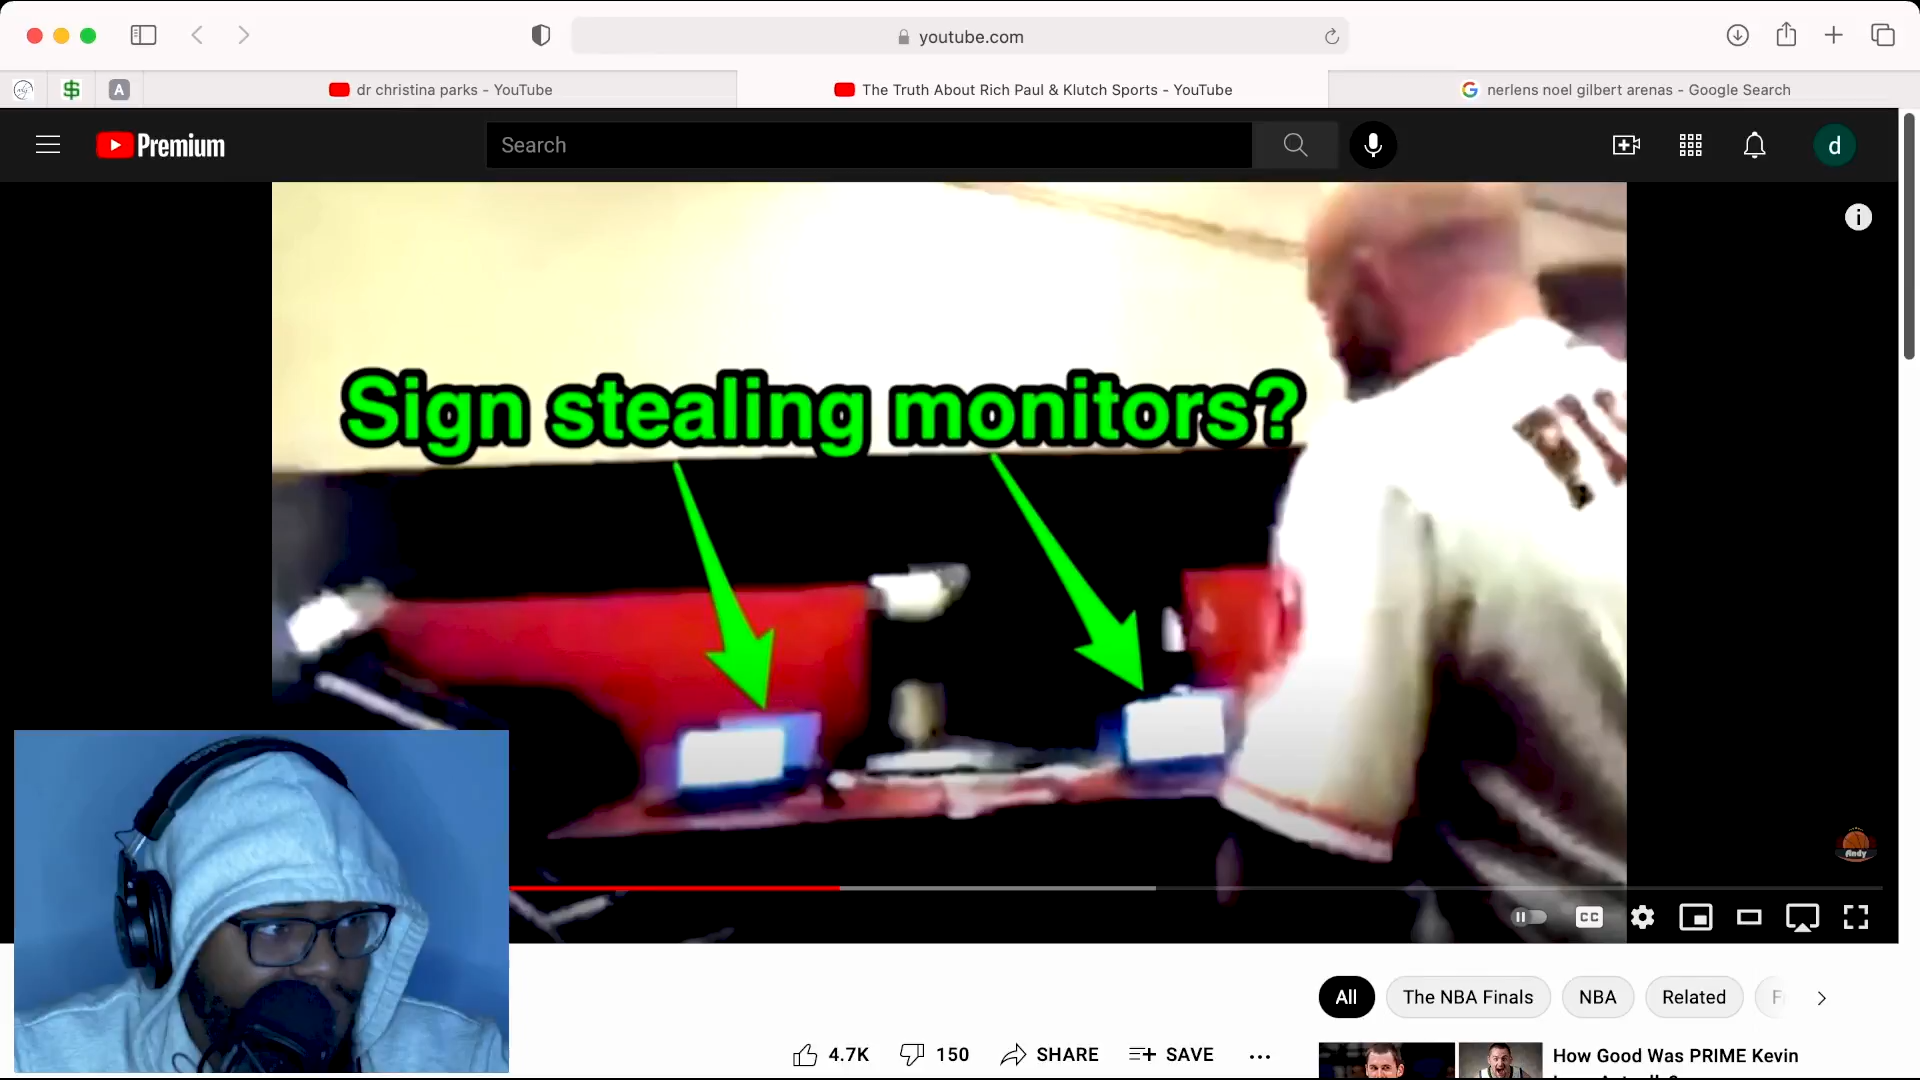 youtube.com
A
dr christina parks - YouTube
The Truth About Rich Paul & Klutch Sports - YouTube
nerlens noel gilbert arenas - Google Search
Premium
Search
d
Sign stealing monitors?
Andy
CC
All
The NBA Finals
NBA
Related
4.7K
150
SHARE
SAVE
How Good Was PRIME Kevin